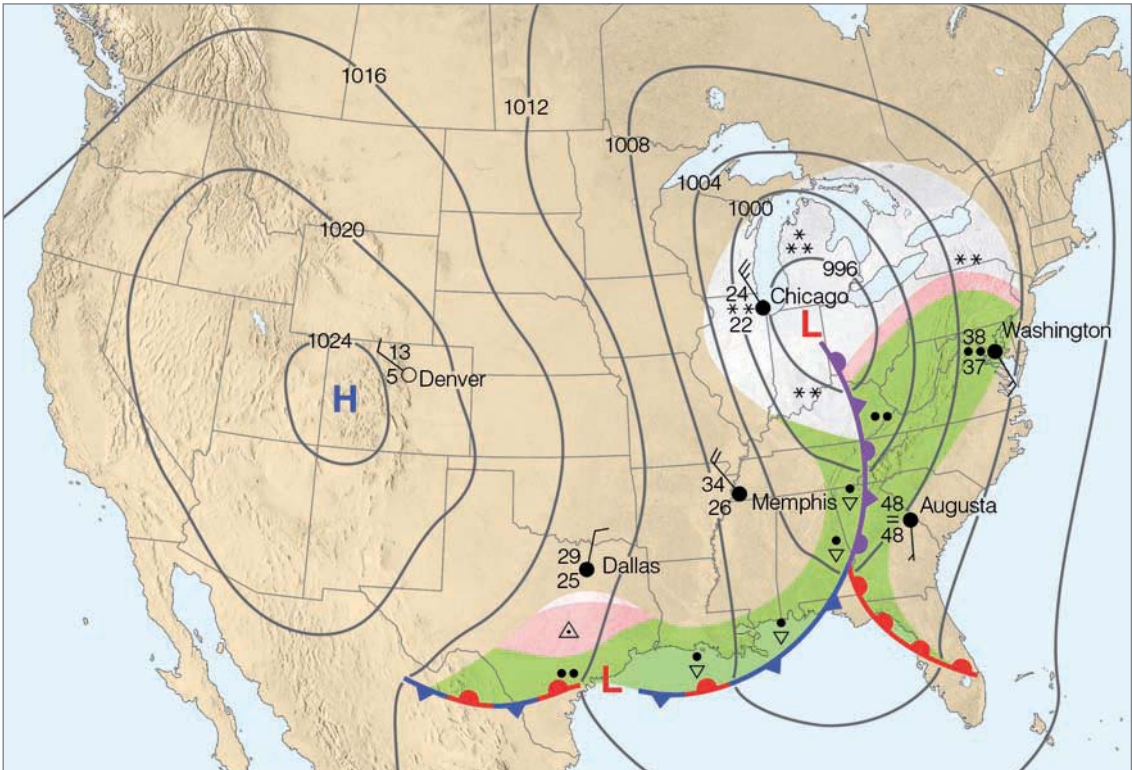 1016
1012
1008
1004
1020
1000
996
24
Chicago
22
L
1024
13
5
Denver
H
38
Washington
37
34
26
Memphis
48
Augusta
48
29
25
Dallas
L